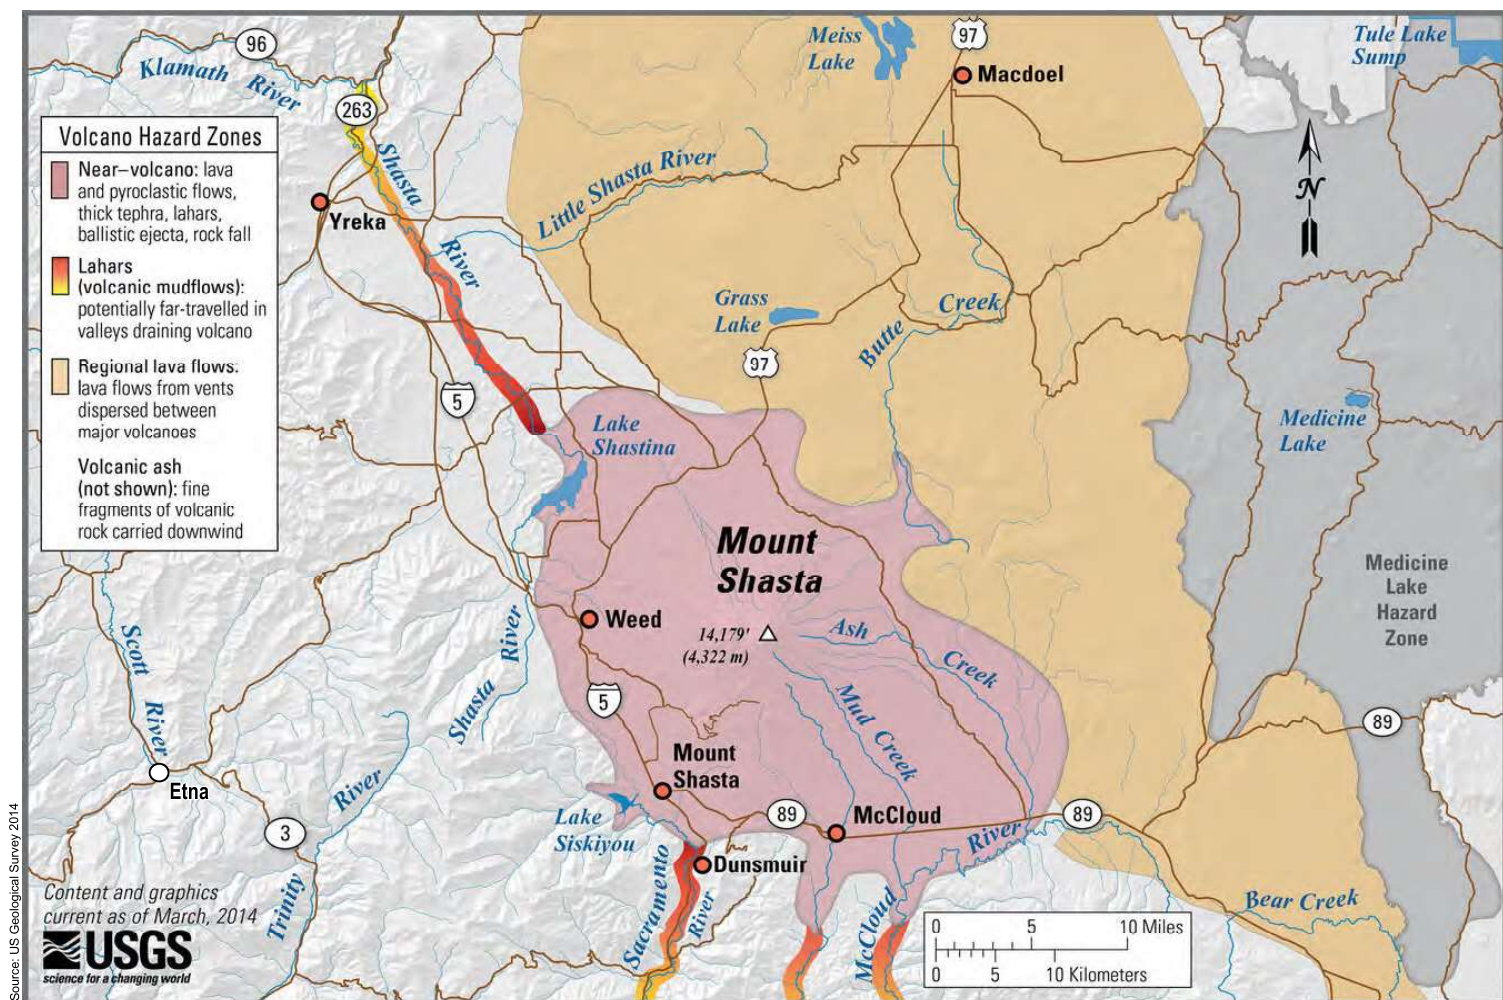 96
Klamath River
263
Meiss
Lake
97
Macdoel
Tule Lake
Sump
Volcano Hazard Zones
Near–volcano: lava
and pyroclastic flows,
thick tephra, lahars,
ballistic ejecta, rock fall
Lahars
(volcanic mudflows):
potentially far-travelled in
valleys draining volcano
Regional lava flows:
lava flows from vents
dispersed between
major volcanoes
Volcanic ash
(not shown): fine
fragments of volcanic
rock carried downwind
Shasta
River
Yreka
Little Shasta River
N
Grass
Lake
Butte
Creek
97
5
Lake
Shastina
Medicine
Lake
Mount
Shasta
14,179'
(4,322 m)
Medicine
Lake
Hazard
Zone
Weed
Ash
Creek
Scott
River
Shasta
River
5
Mud Creek
Mount
Shasta
89
Etna
River
Trinity
3
Lake
Siskiyou
89
McCloud
89
River
McCloud
Dunsmuir
Sacramento
River
Bear Creek
Content and graphics
current as of March, 2014
USGS
science for a changing world
0 5 10 Miles
0 5 10 Kilometers
Source: US Geological Survey 2014